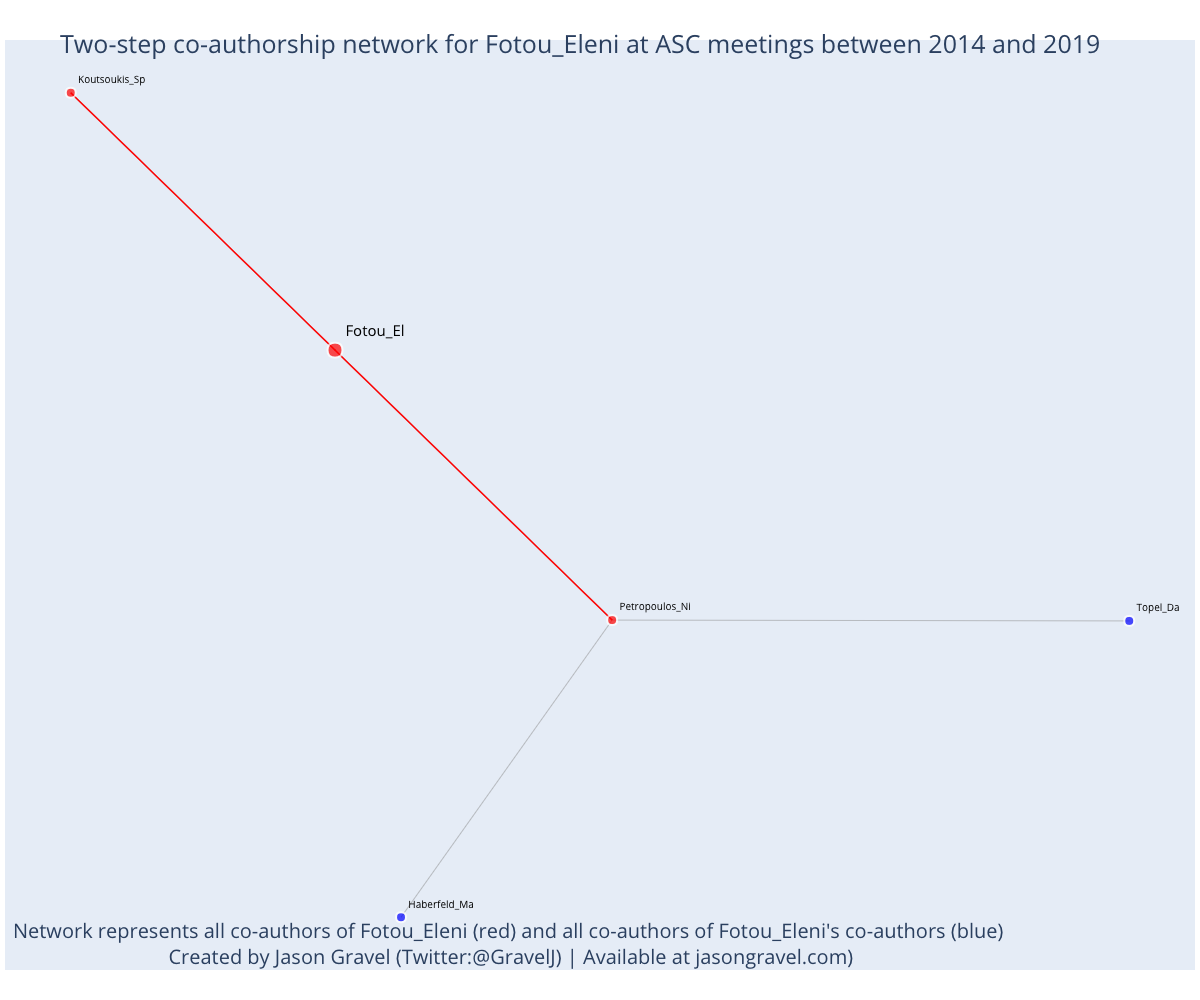 Two-step co-authorship network for Fotou_Eleni at ASC meetings between 2014 and 2019
Koutsoukis_Sp
Fotou_El
Petropoulos_Ni
Topel_Da
Haberfeld_Ma
Network represents all co-authors of Fotou_Eleni (red) and all co-authors of Fotou_Eleni's co-authors (blue)
Created by Jason Gravel (Twitter:@GravelJ) | Available at jasongravel.com)